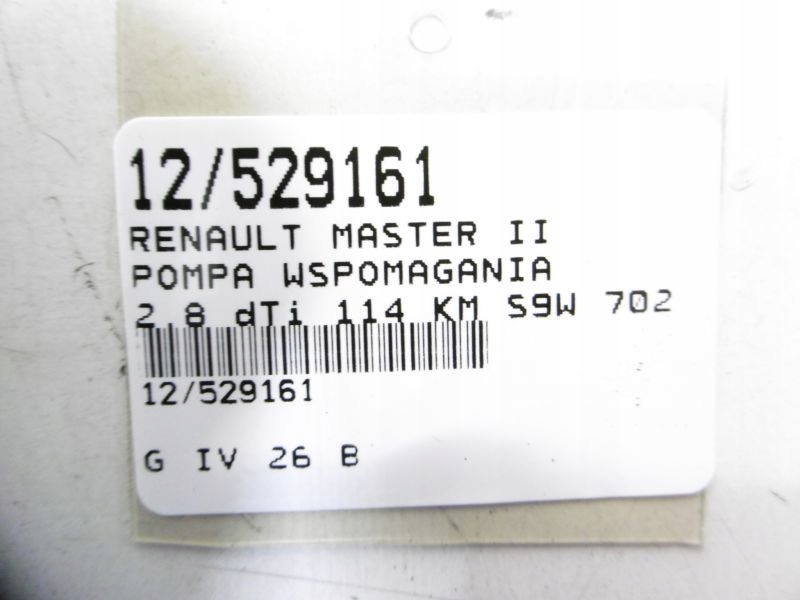 12/529161
RENAULT MASTER II
POMPA WSPOMAGANIA
2.8 dTi 114 KM S9W 702
12/529161
G IV 26 B